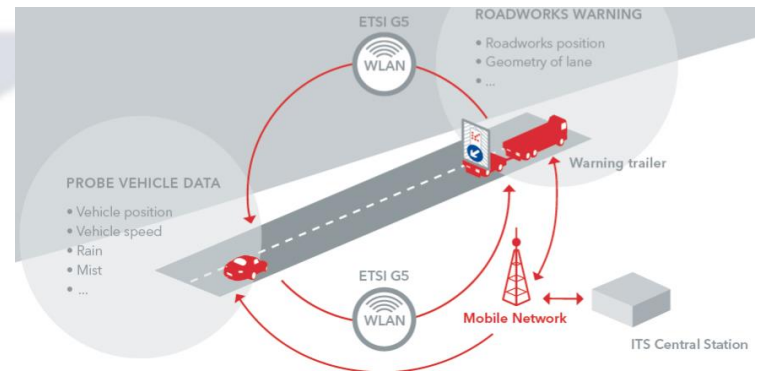 ETSI G5
WLAN
ROADWORKS WARNING
• Roadworks position
• Geometry of lane
• ...
Warning trailer
PROBE VEHICLE DATA
• Vehicle position
• Vehicle speed
• Rain
• Mist
• ...
ETSI G5
WLAN
Mobile Network
ITS Central Station